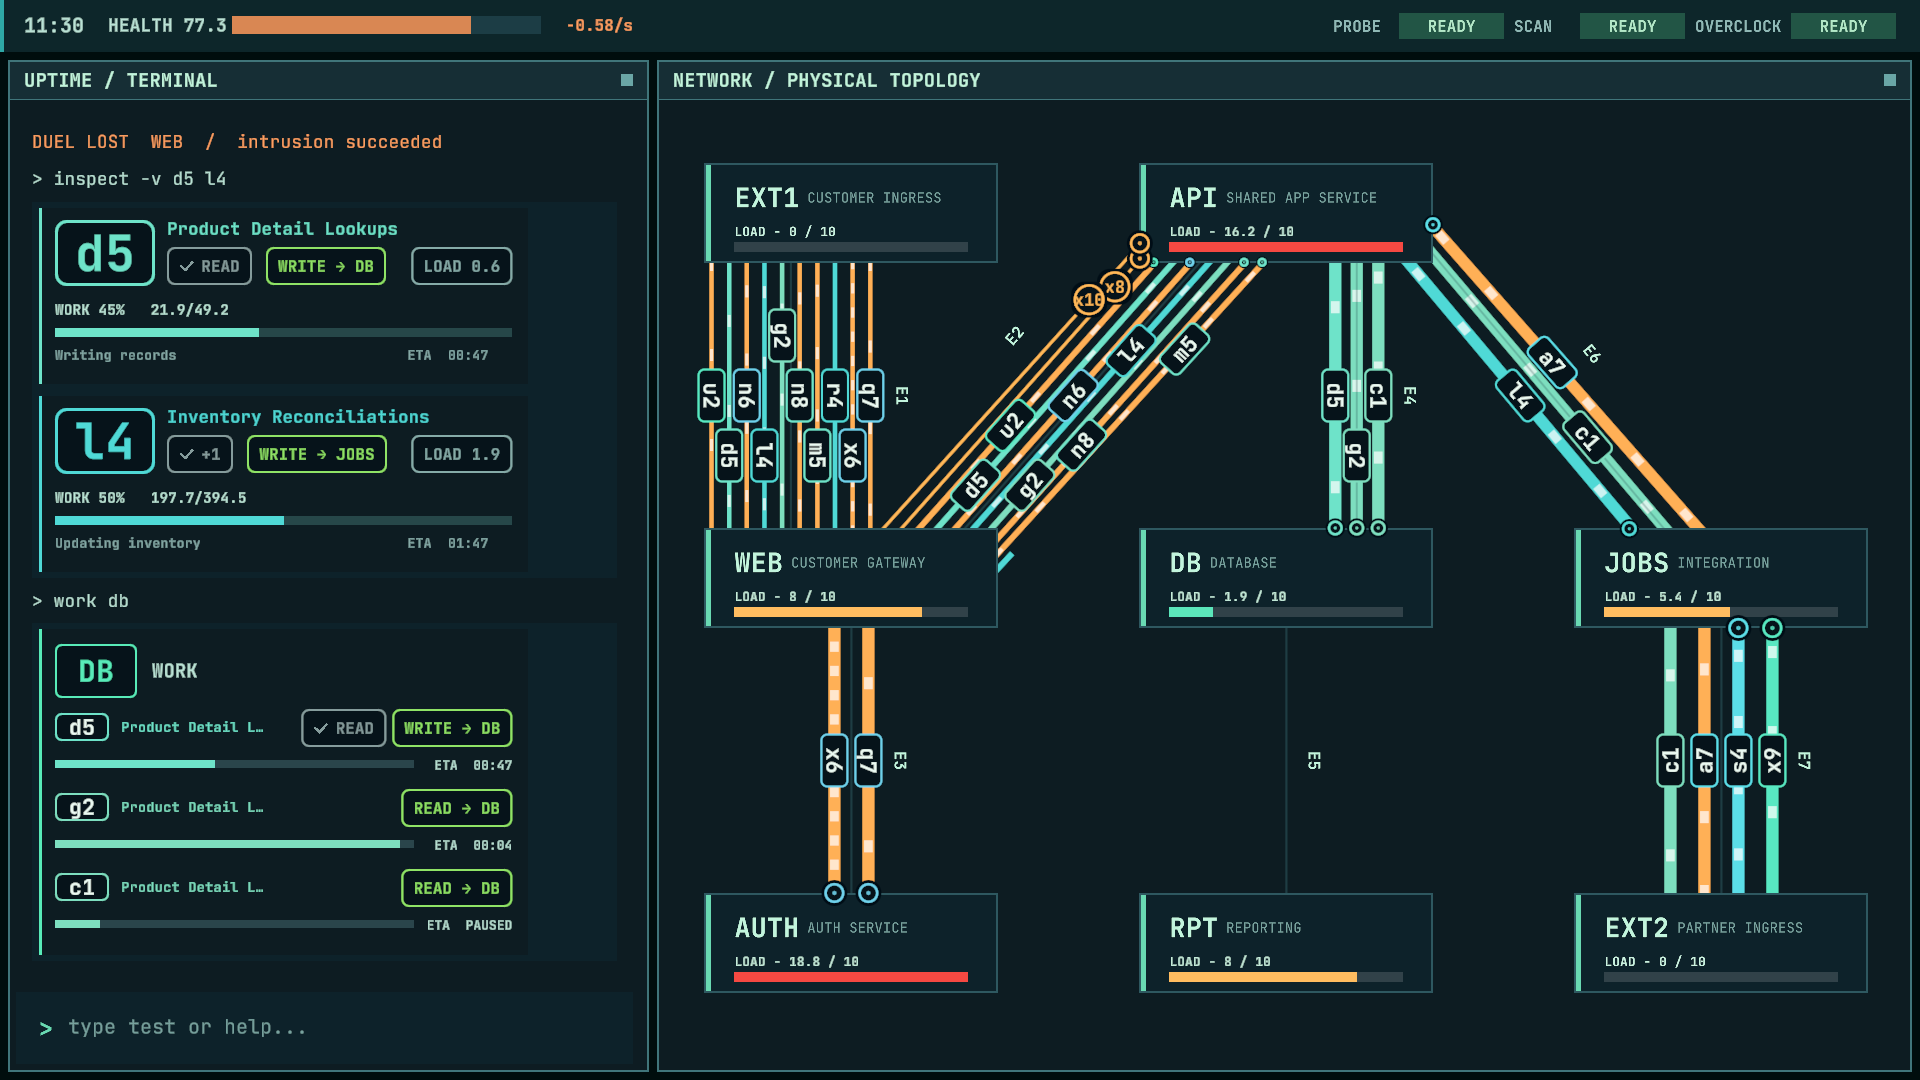 11:30 HEALTH 77.3 -0.58/s PROBE READY SCAN READY OVERCLOCK READY
UPTIME / TERMINAL
DUEL LOST WEB / intrusion succeeded
> inspect -v d5 l4
d5 Product Detail Lookups
✓ READ WRITE → DB LOAD 0.6
WORK 45% 21.9/49.2
Writing records ETA 00:47
l4 Inventory Reconciliations
✓ +1 WRITE → JOBS LOAD 1.9
WORK 50% 197.7/394.5
Updating inventory ETA 01:47
> work db
DB WORK
d5 Product Detail L… ✓ READ WRITE → DB
ETA 00:47
g2 Product Detail L… READ → DB
ETA 00:04
c1 Product Detail L… READ → DB
ETA PAUSED
> type test or help...
NETWORK / PHYSICAL TOPOLOGY
EXT1 CUSTOMER INGRESS
LOAD - 0 / 10
API SHARED APP SERVICE
LOAD - 16.2 / 10
x10 x8
E2
g2
u2 n6 n8 r4 q7 E1
d5 l4 m5 x6
l4 m5
n6
u2
n8
d5 g2
d5 c1 E4
g2
a7 E6
l4
c1
WEB CUSTOMER GATEWAY
LOAD - 8 / 10
DB DATABASE
LOAD - 1.9 / 10
JOBS INTEGRATION
LOAD - 5.4 / 10
x6 q7 E3
E5
c1 a7 s4 x9 E7
AUTH AUTH SERVICE
LOAD - 18.8 / 10
RPT REPORTING
LOAD - 8 / 10
EXT2 PARTNER INGRESS
LOAD - 0 / 10